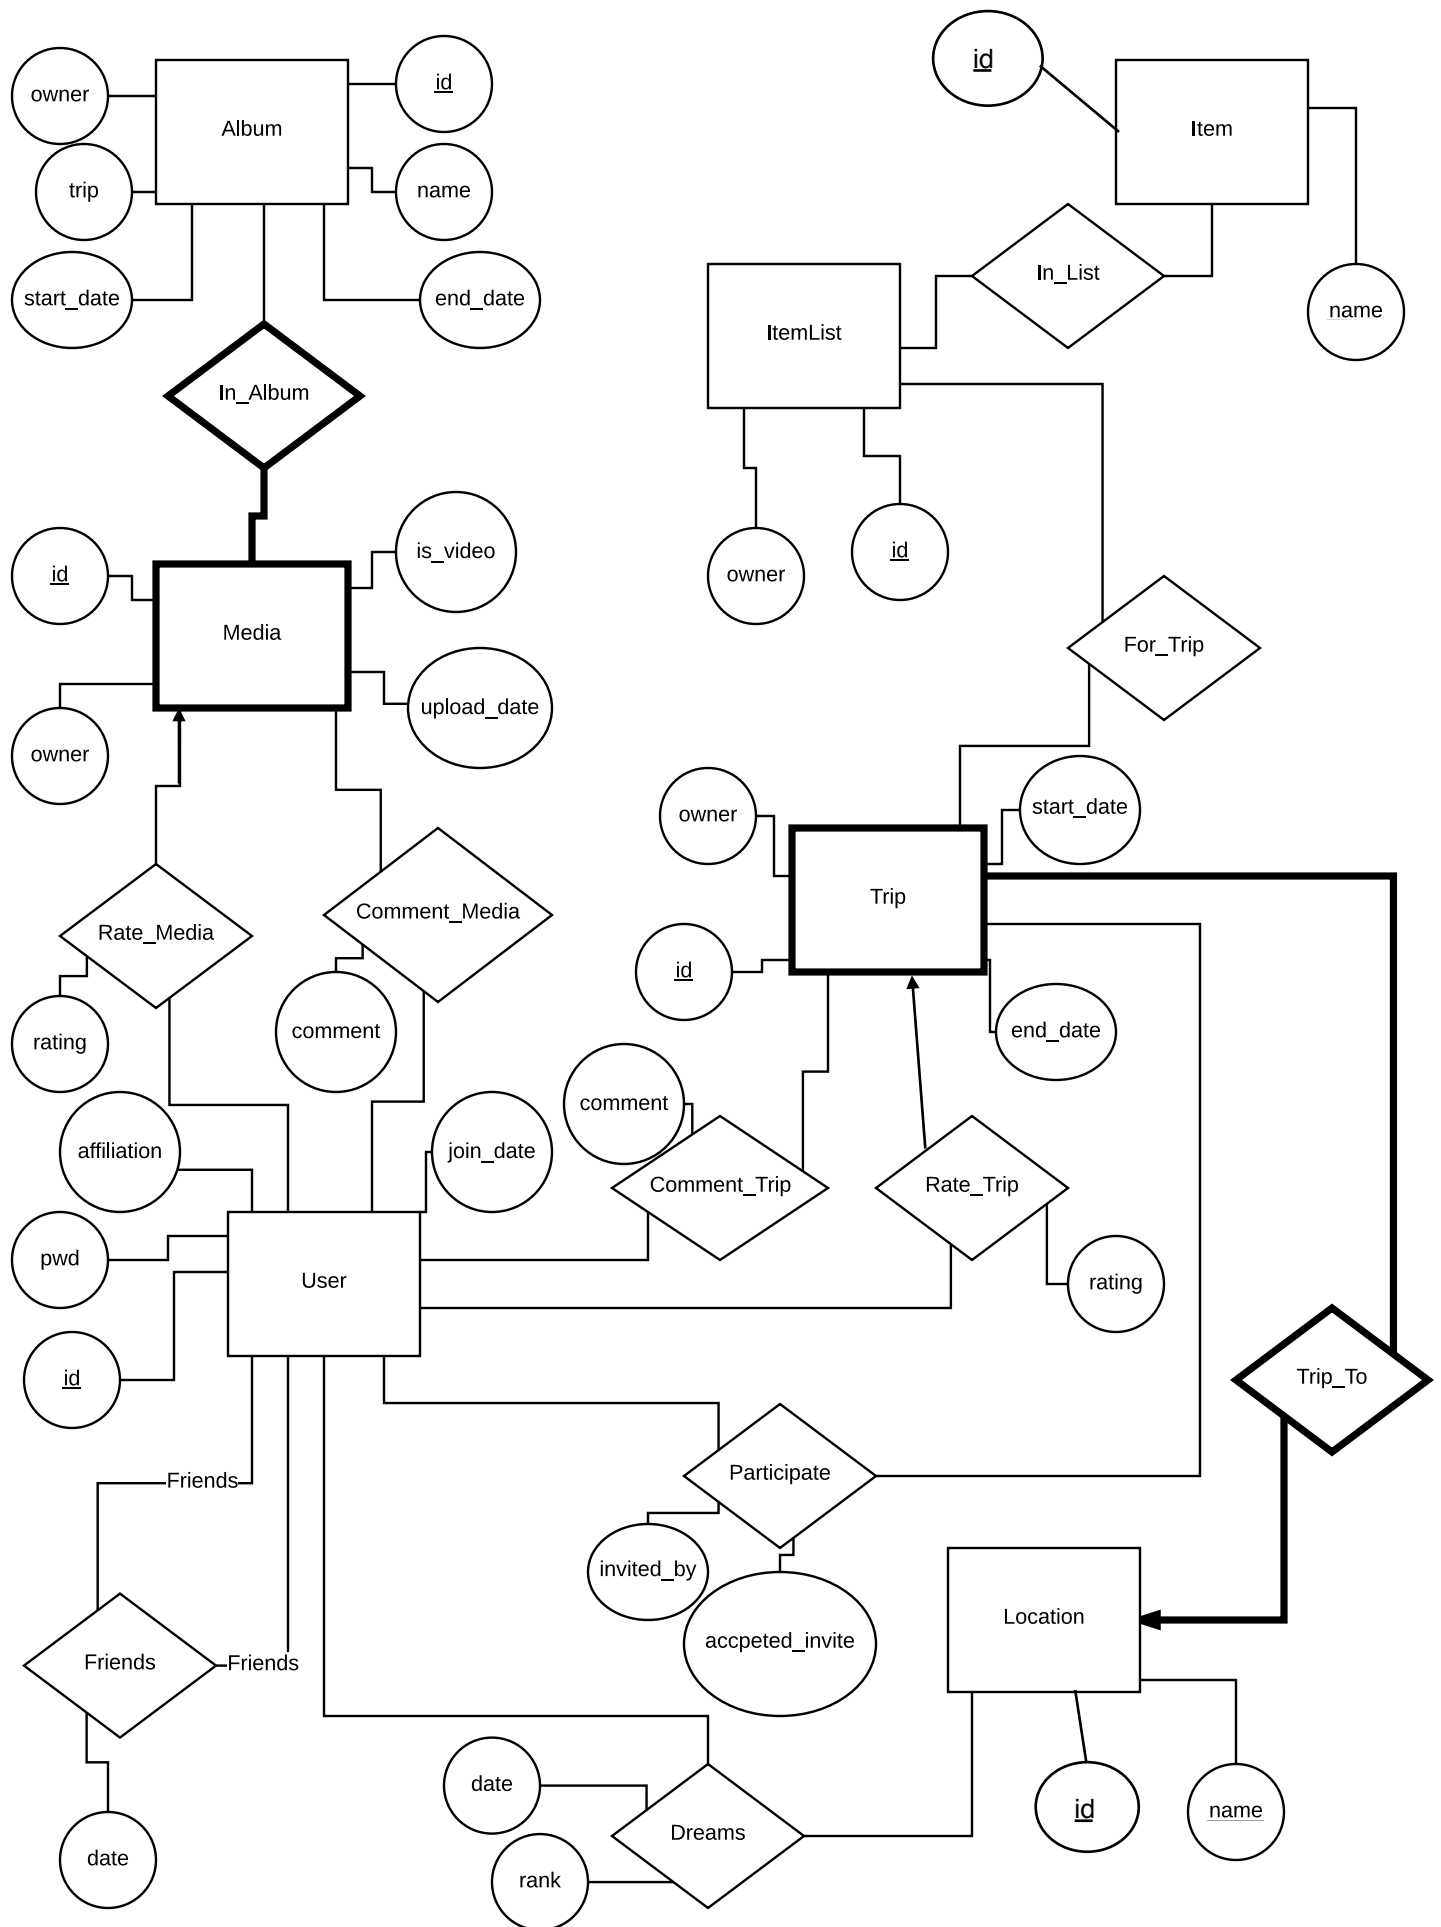 id
owner
Album
id
Item
trip
name
In_List
start_date
end_date
name
ItemList
In_Album
is_video
id
id
owner
Media
For_Trip
upload_date
owner
start_date
owner
Trip
Comment_Media
Rate_Media
id
comment
end_date
rating
comment
affiliation
join_date
Comment_Trip
Rate_Trip
pwd
User
rating
id
Trip_To
Participate
Friends
invited_by
Location
accpeted_invite
Friends
Friends
date
id
name
Dreams
date
rank